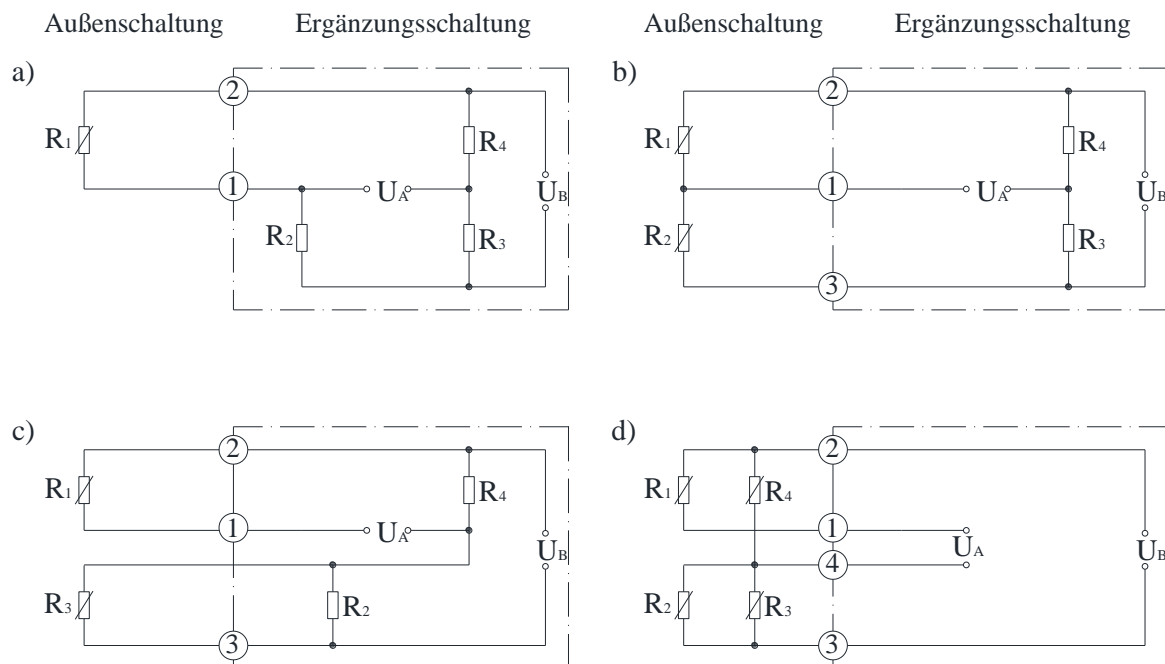 Außenschaltung Ergänzungsschaltung Außenschaltung Ergänzungsschaltung
a) b)
2 2
R1 R4 R1 R4
1 UA UB 1 UA UB
R2 R3 R2 R3
3
c) d)
2 2
R1 R4 R1 R4
1 UA 1
UB UA UB
4
R3 R2 R2 R3
3 3